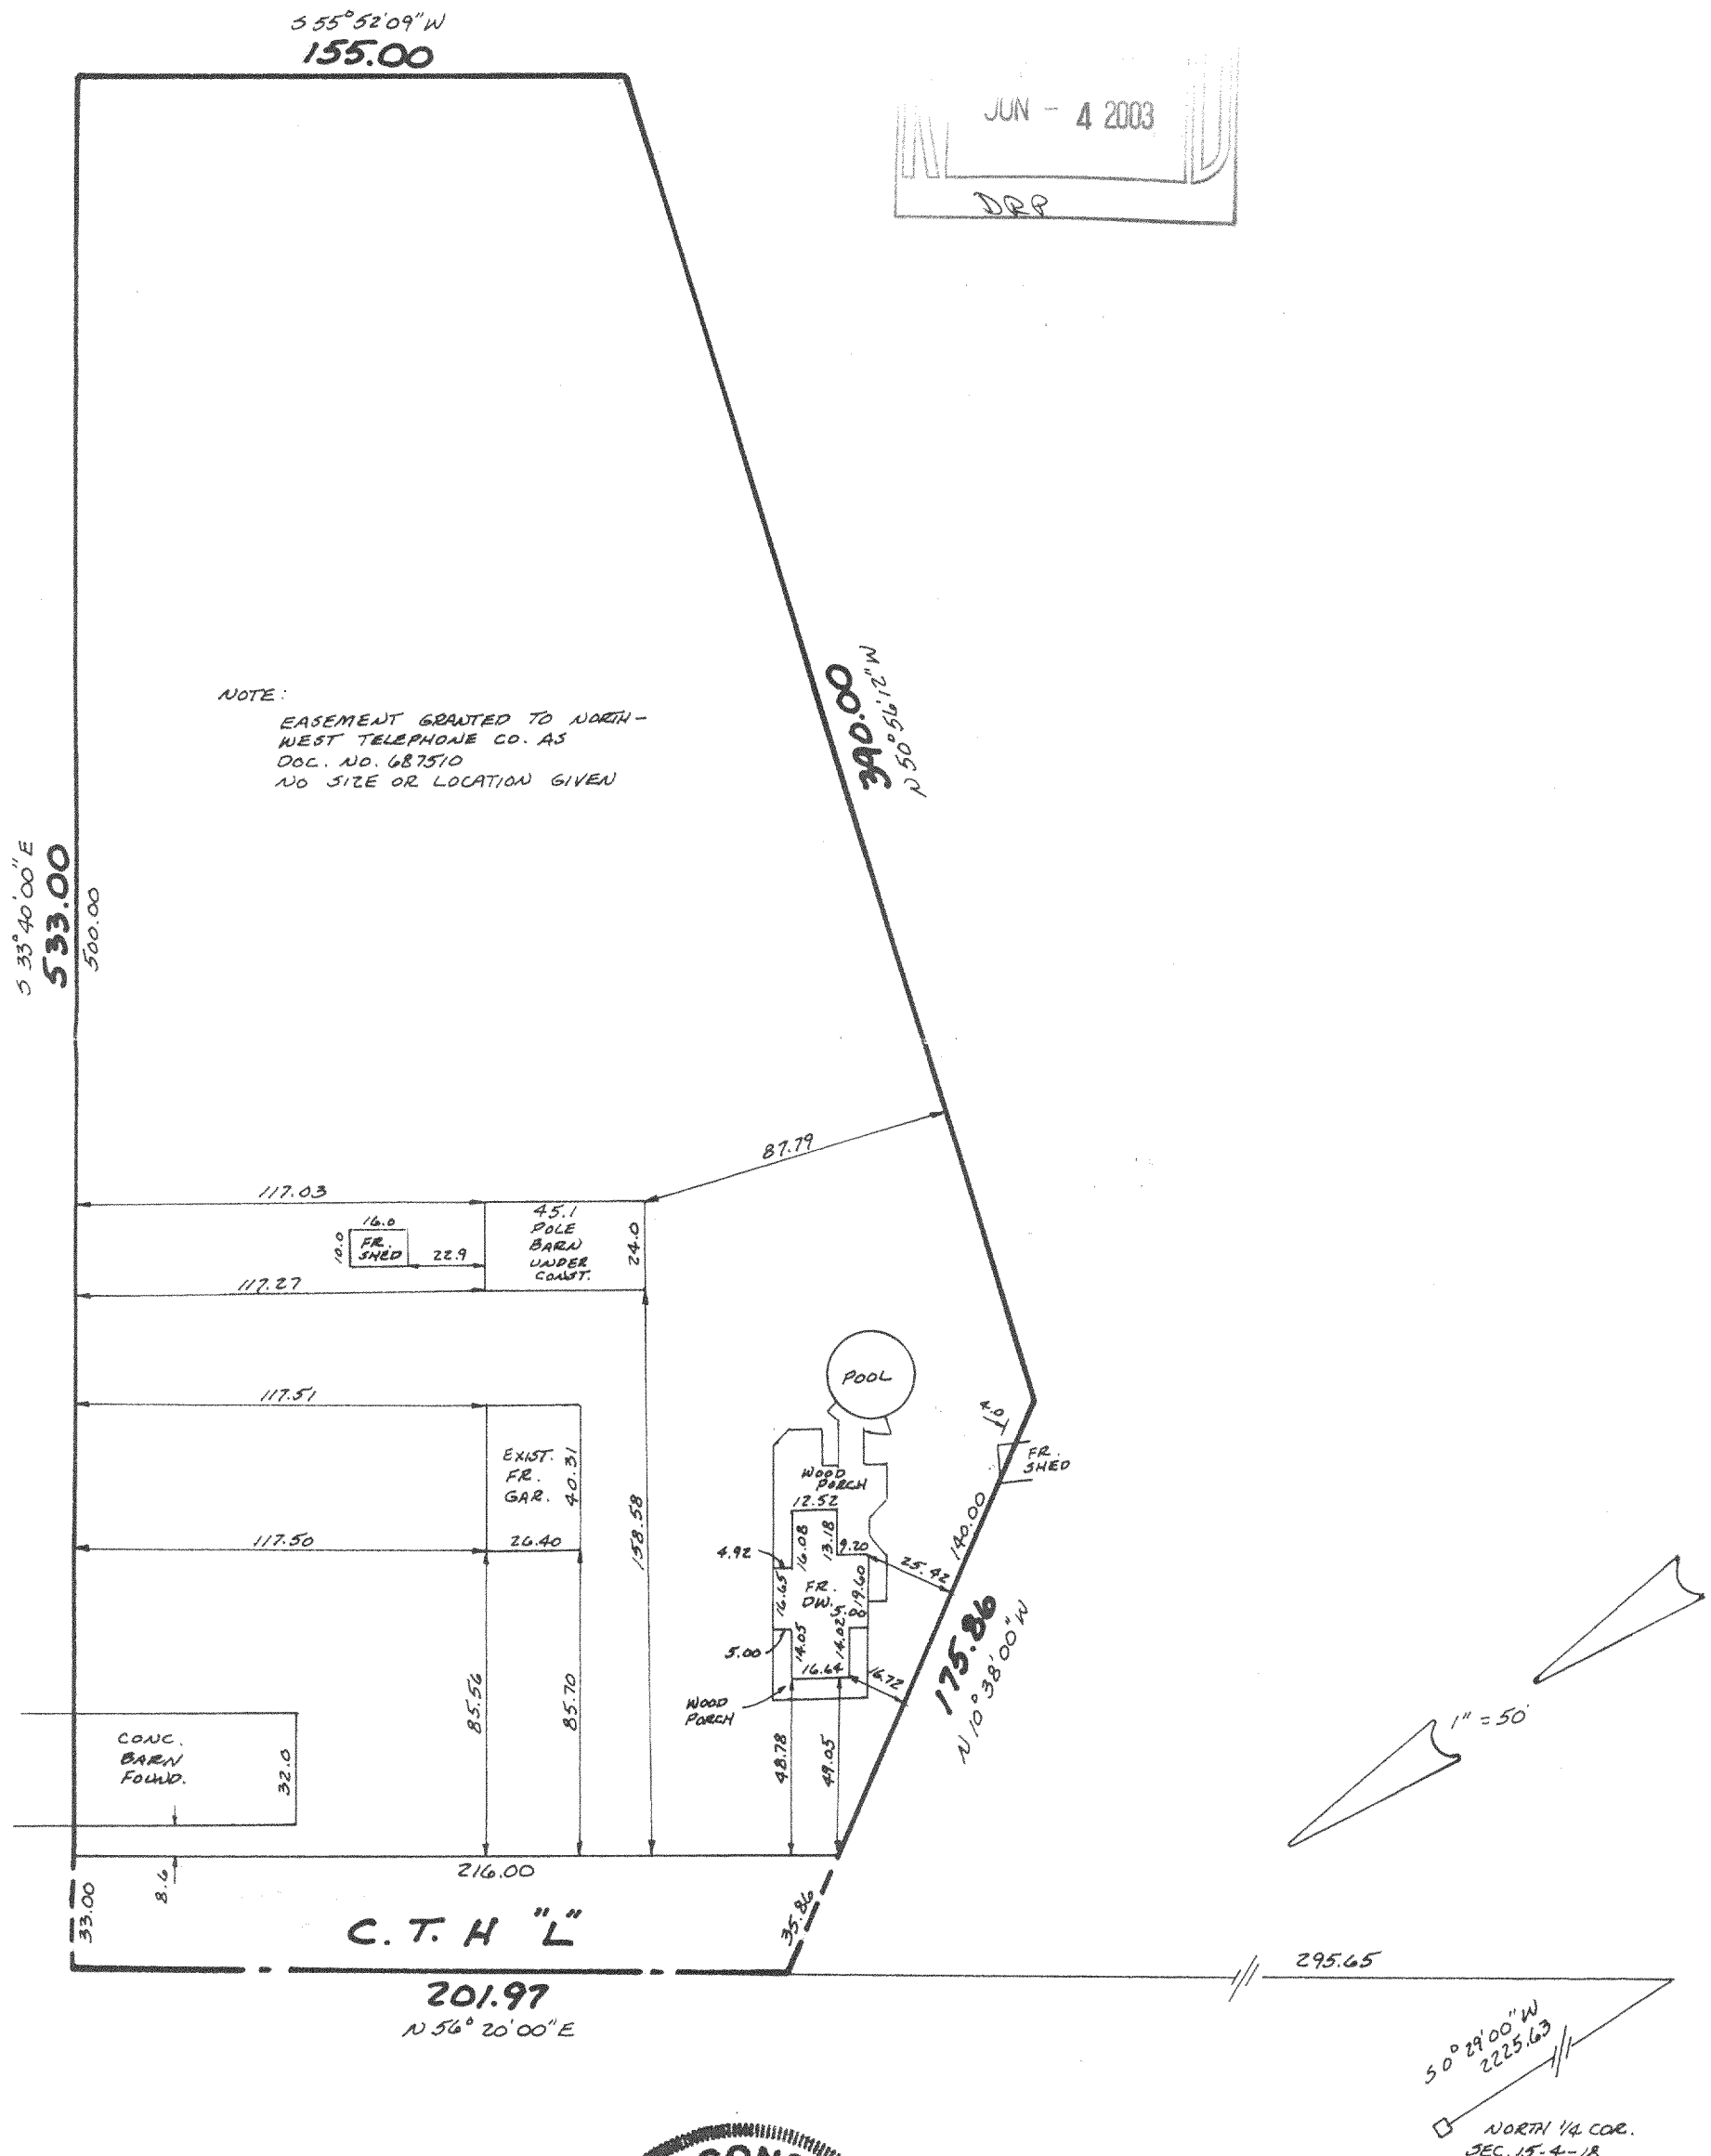 S 55° 52' 09" W
155.00
JUN - 4 2003
DRP
NOTE:
EASEMENT GRANTED TO NORTH-
WEST TELEPHONE CO. AS
DOC. NO. 687510
NO SIZE OR LOCATION GIVEN
390.00
N 50° 56' 12" W
S 33° 40' 00" E
533.00
500.00
87.79
117.03
45.1
POLE
BARN
UNDER
CONST.
24.0
16.0
10.0
FR.
SHED
22.9
117.27
POOL
117.51
4.0
FR.
SHED
EXIST.
FR.
GAR.
40.31
WOOD
PORCH
12.52
140.00
158.58
117.50
26.40
4.92
16.08
13.18
9.20
25.42
16.65
FR.
DW.
5.00
19.60
175.86
N 10° 38' 00" W
5.00
14.05
14.02
16.64
16.72
WOOD
PORCH
85.56
85.70
48.78
49.05
CONC.
BARN
FOUND.
32.0
1" = 50'
8.6
216.00
33.00
C. T. H "L"
35.86
295.65
201.97
N 56° 20' 00" E
S 0° 29' 00" W
2225.63
NORTH 1/4 COR.
SEC. 15-4-18